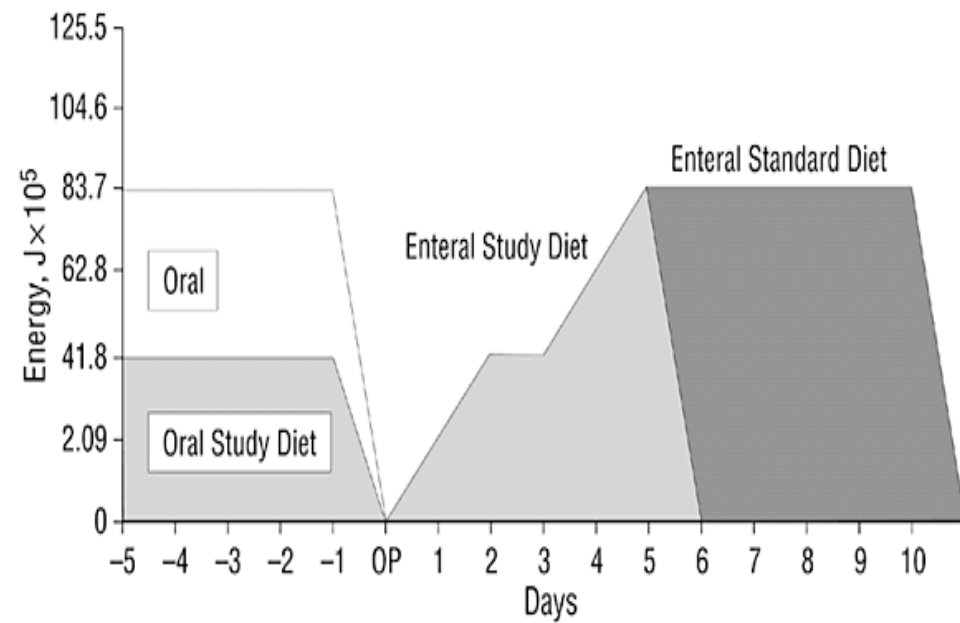 125.5
104.6
83.7
62.8
41.8
2.09
0
Energy, J×10⁵
Oral
Oral Study Diet
Enteral Study Diet
Enteral Standard Diet
–5 –4 –3 –2 –1 OP 1 2 3 4 5 6 7 8 9 10
Days